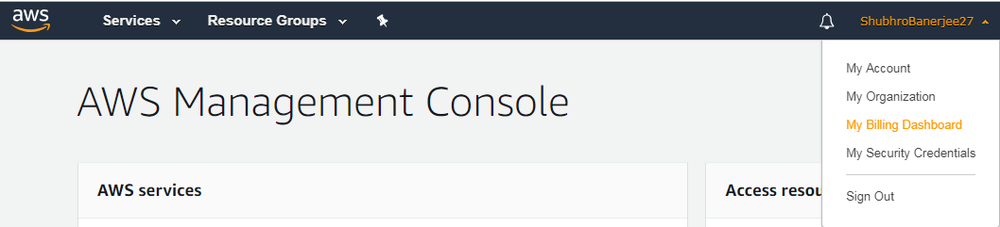 aws Services Resource Groups ShubhroBanerjee27
My Account
My Organization
My Billing Dashboard
My Security Credentials
Sign Out
AWS Management Console
AWS services
Access resou